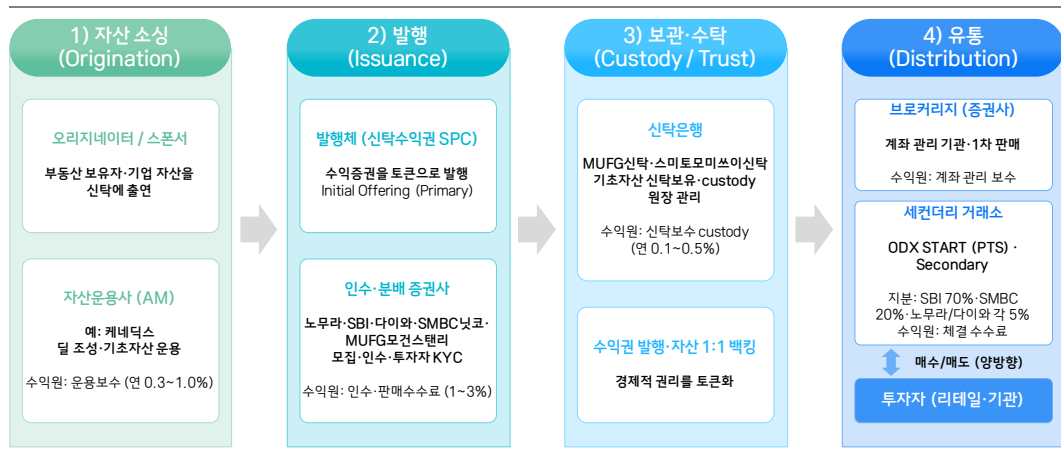 1) 자산 소싱
(Origination)
오리지네이터 / 스폰서
부동산 보유자·기업 자산을
신탁에 출연
자산운용사 (AM)
예: 케네딕스
딜 조성·기초자산 운용
수익원: 운용보수 (연 0.3~1.0%)
2) 발행
(Issuance)
발행체 (신탁수익권 SPC)
수익증권을 토큰으로 발행
Initial Offering (Primary)
인수·분배 증권사
노무라·SBI·다이와·SMBC닛코·
MUFG모건스탠리
모집·인수·투자자 KYC
수익원: 인수·판매수수료 (1~3%)
3) 보관·수탁
(Custody / Trust)
신탁은행
MUFG신탁·스미토모미쓰이신탁
기초자산 신탁보유·custody
원장 관리
수익원: 신탁보수 custody
(연 0.1~0.5%)
수익권 발행·자산 1:1 백킹
경제적 권리를 토큰화
4) 유통
(Distribution)
브로커리지 (증권사)
계좌 관리 기관·1차 판매
수익원: 계좌 관리 보수
세컨더리 거래소
ODX START (PTS) ·
Secondary
지분: SBI 70%·SMBC
20%·노무라/다이와 각 5%
수익원: 체결 수수료
매수/매도 (양방향)
투자자 (리테일·기관)